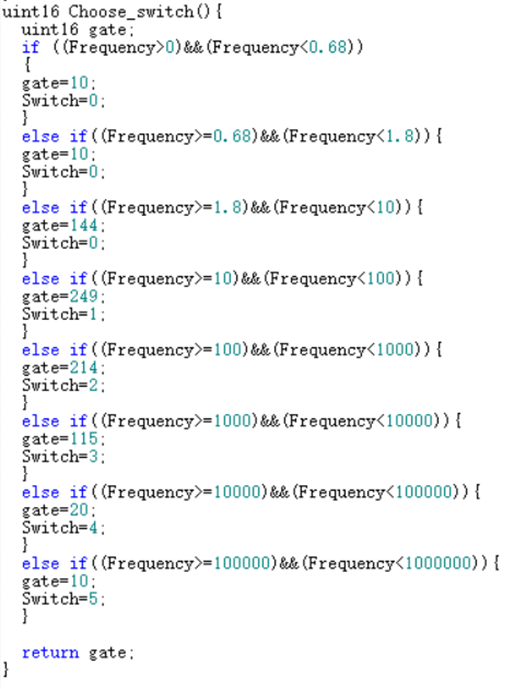 uint16 Choose_switch(){
uint16 gate;
if ((Frequency>0)&&(Frequency<0.68))
{
gate=10;
Switch=0;
}
else if((Frequency>=0.68)&&(Frequency<1.8)){
gate=10;
Switch=0;
}
else if((Frequency>=1.8)&&(Frequency<10)){
gate=144;
Switch=0;
}
else if((Frequency>=10)&&(Frequency<100)){
gate=249;
Switch=1;
}
else if((Frequency>=100)&&(Frequency<1000)){
gate=214;
Switch=2;
}
else if((Frequency>=1000)&&(Frequency<10000)){
gate=115;
Switch=3;
}
else if((Frequency>=10000)&&(Frequency<100000)){
gate=20;
Switch=4;
}
else if((Frequency>=100000)&&(Frequency<1000000)){
gate=10;
Switch=5;
}
return gate;
}